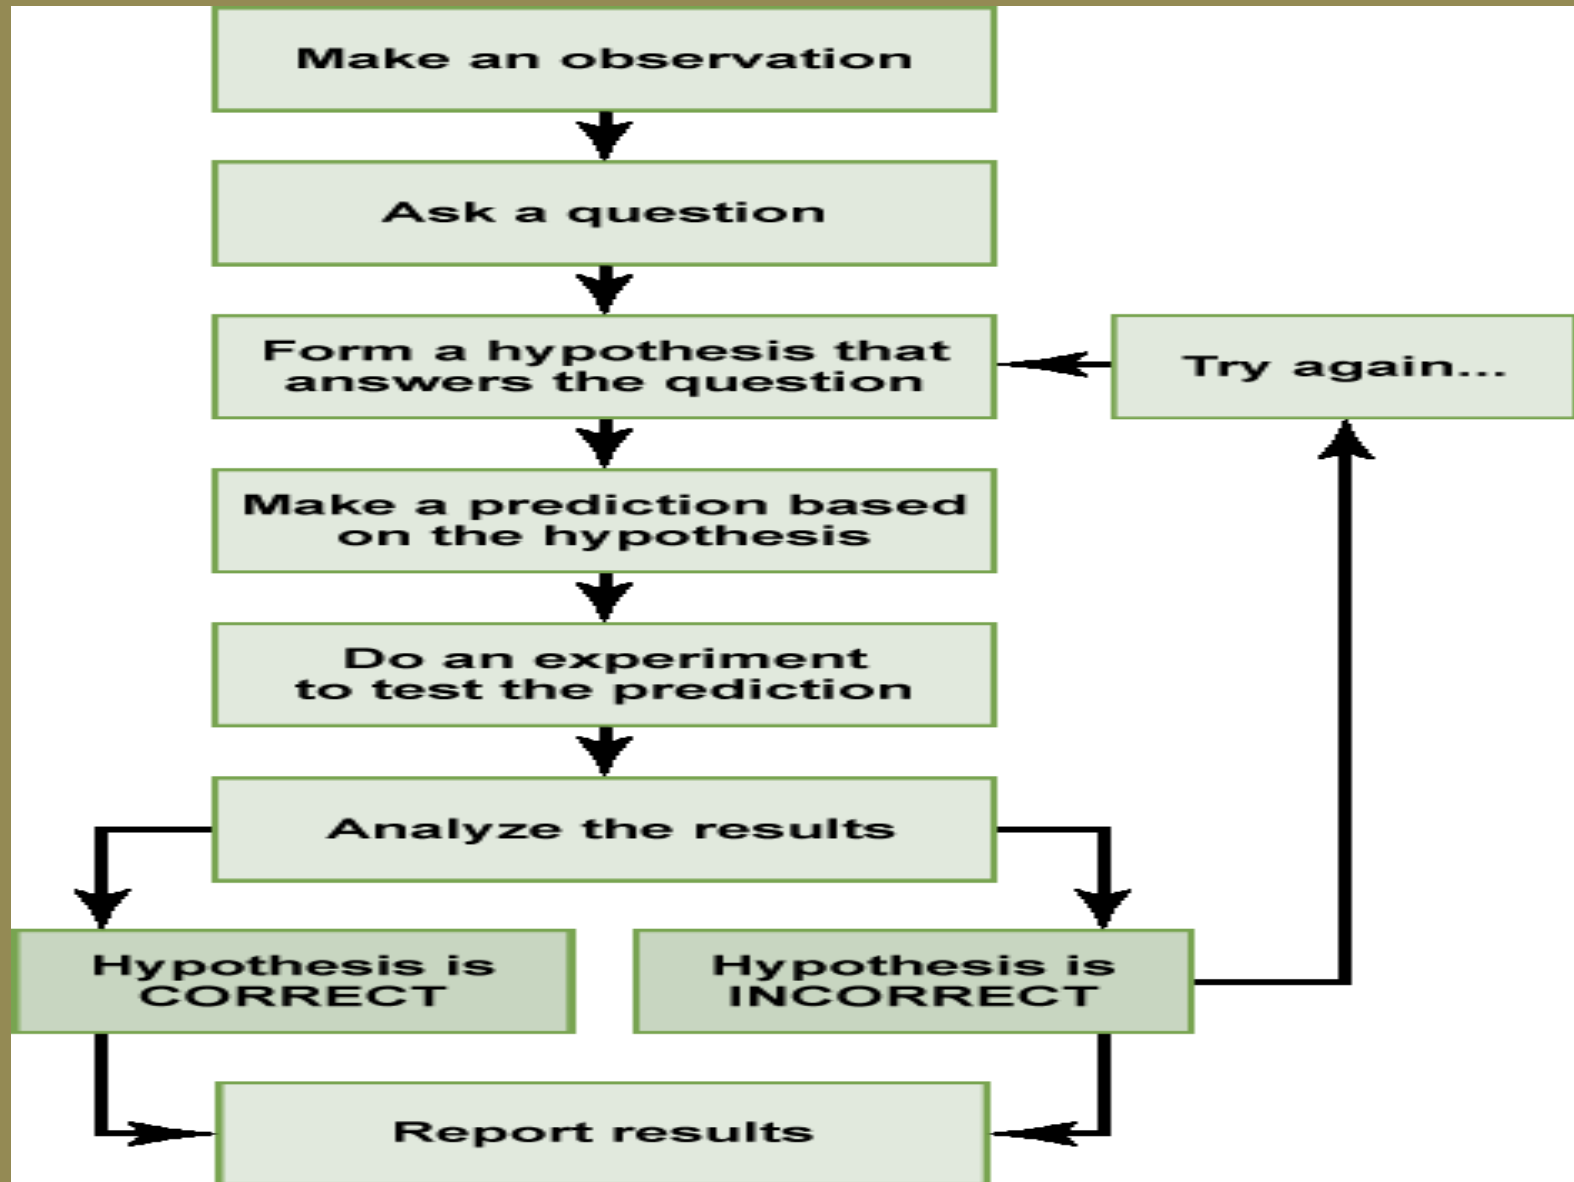 Make an observation
Ask a question
Form a hypothesis that
answers the question
Try again...
Make a prediction based
on the hypothesis
Do an experiment
to test the prediction
Analyze the results
Hypothesis is
CORRECT
Hypothesis is
INCORRECT
Report results